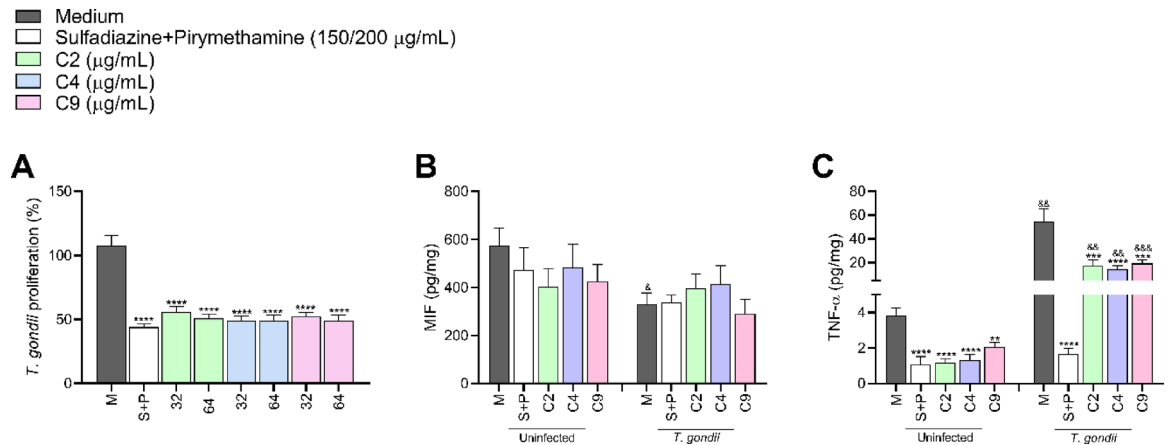 Medium
Sulfadiazine+Pirymethamine (150/200 μg/mL)
C2 (μg/mL)
C4 (μg/mL)
C9 (μg/mL)
A
T. gondii proliferation (%)
150
100
50
0
****
****
****
****
****
****
****
M
S+P
32
64
32
64
32
64
B
MIF (pg/mg)
800
600
400
200
0
&
M
S+P
C2
C4
C9
M
S+P
C2
C4
C9
Uninfected
T. gondii
C
TNF-α (pg/mg)
80
60
40
20
4
2
0
****
****
****
**
&&
****
&&
***
&&
****
&&&
***
M
S+P
C2
C4
C9
M
S+P
C2
C4
C9
Uninfected
T. gondii